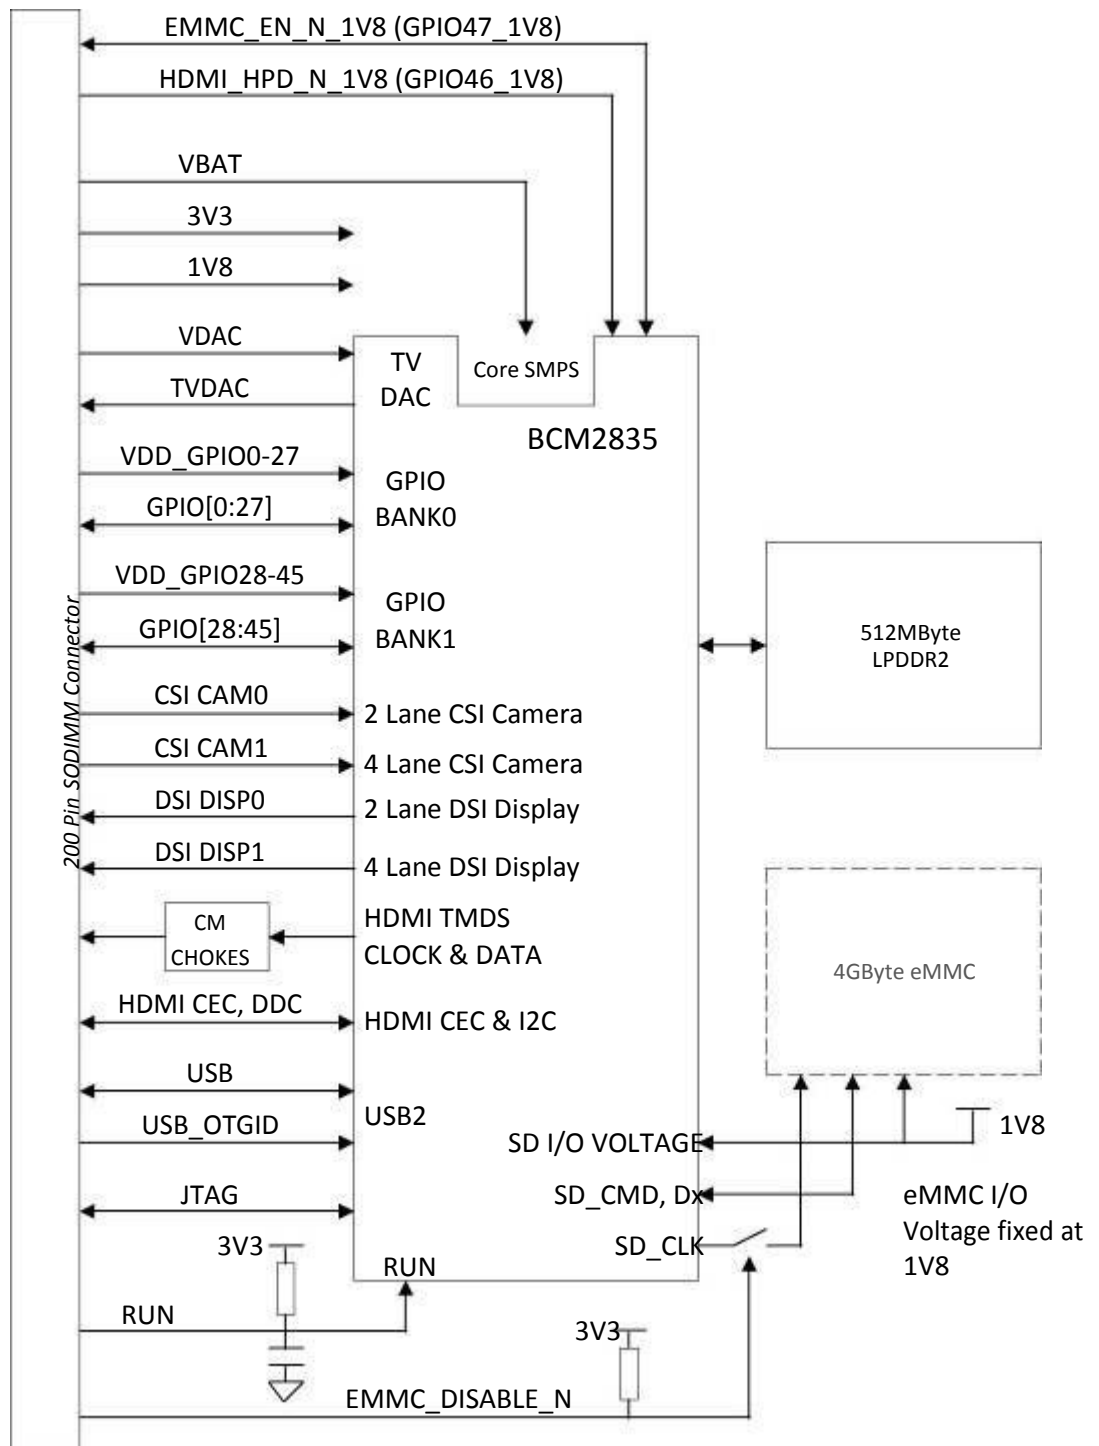 EMMC_EN_N_1V8 (GPIO47_1V8)
HDMI_HPD_N_1V8 (GPIO46_1V8)
VBAT
3V3
1V8
VDAC
TVDAC
TV
DAC
Core SMPS
BCM2835
VDD_GPIO0-27
GPIO[0:27]
GPIO
BANK0
VDD_GPIO28-45
GPIO[28:45]
GPIO
BANK1
512MByte
LPDDR2
200 Pin SODIMM Connector
CSI CAM0
2 Lane CSI Camera
CSI CAM1
4 Lane CSI Camera
DSI DISP0
2 Lane DSI Display
DSI DISP1
4 Lane DSI Display
CM
CHOKES
HDMI TMDS
CLOCK & DATA
4GByte eMMC
HDMI CEC, DDC
HDMI CEC & I2C
USB
USB_OTGID
USB2
SD I/O VOLTAGE
1V8
JTAG
SD_CMD, Dx
eMMC I/O
Voltage fixed at
1V8
SD_CLK
3V3
RUN
RUN
3V3
EMMC_DISABLE_N